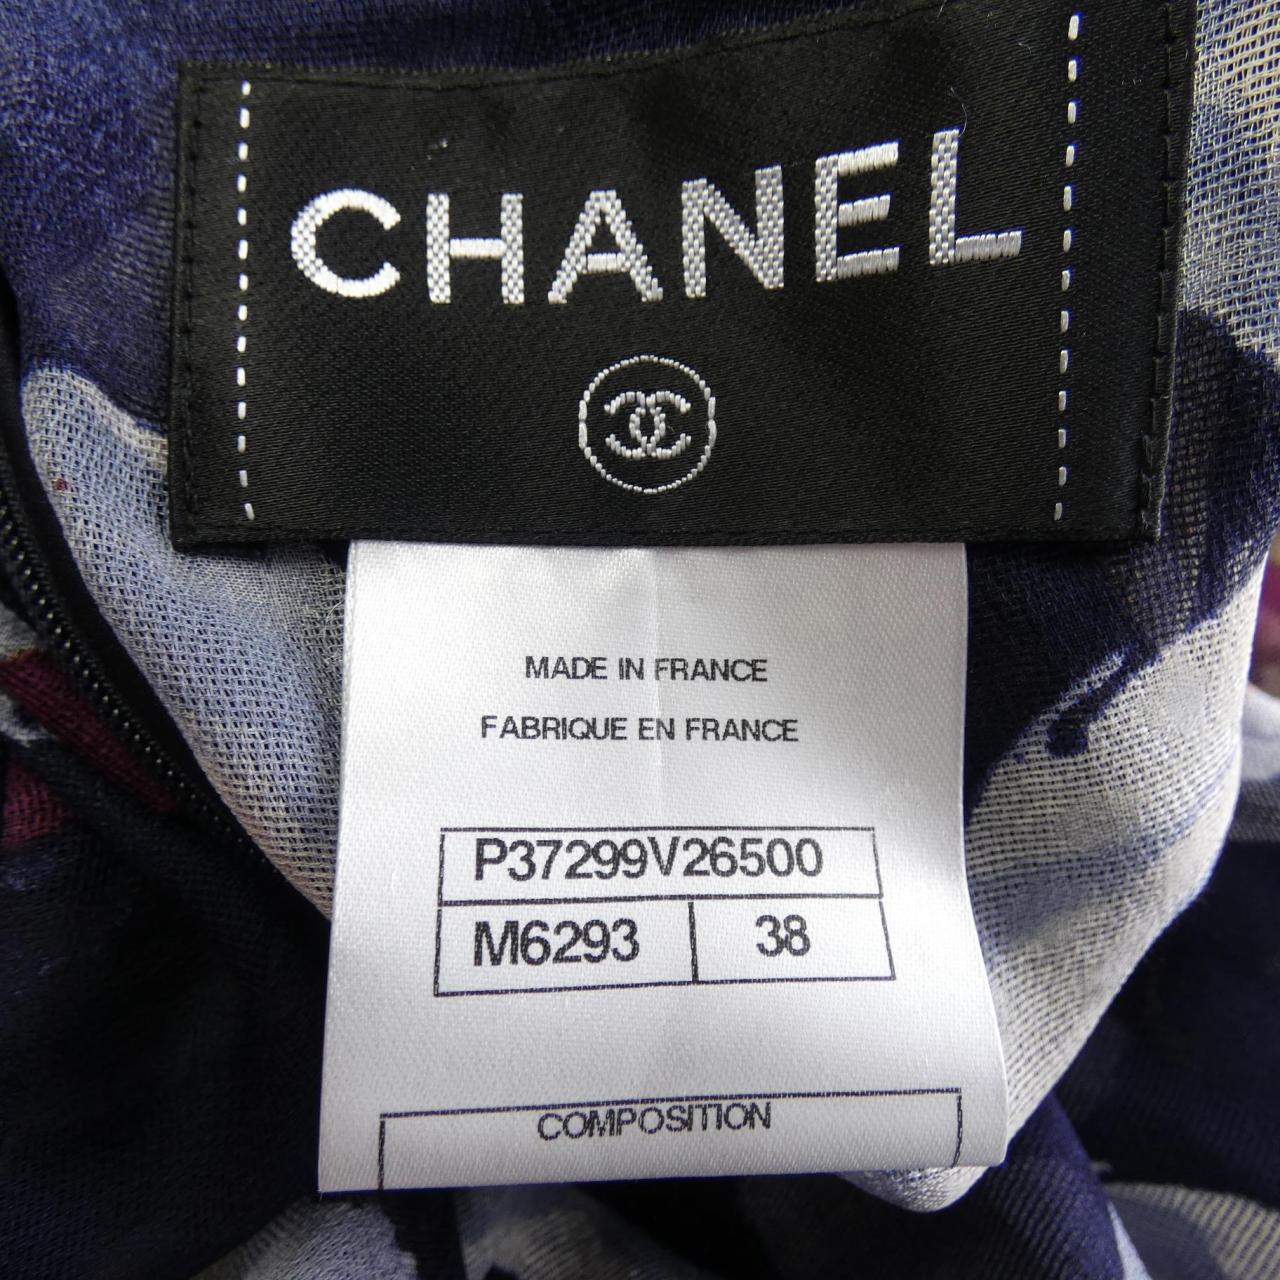 CHANEL
MADE IN FRANCE
FABRIQUE EN FRANCE
P37299V26500
M6293 38
COMPOSITION